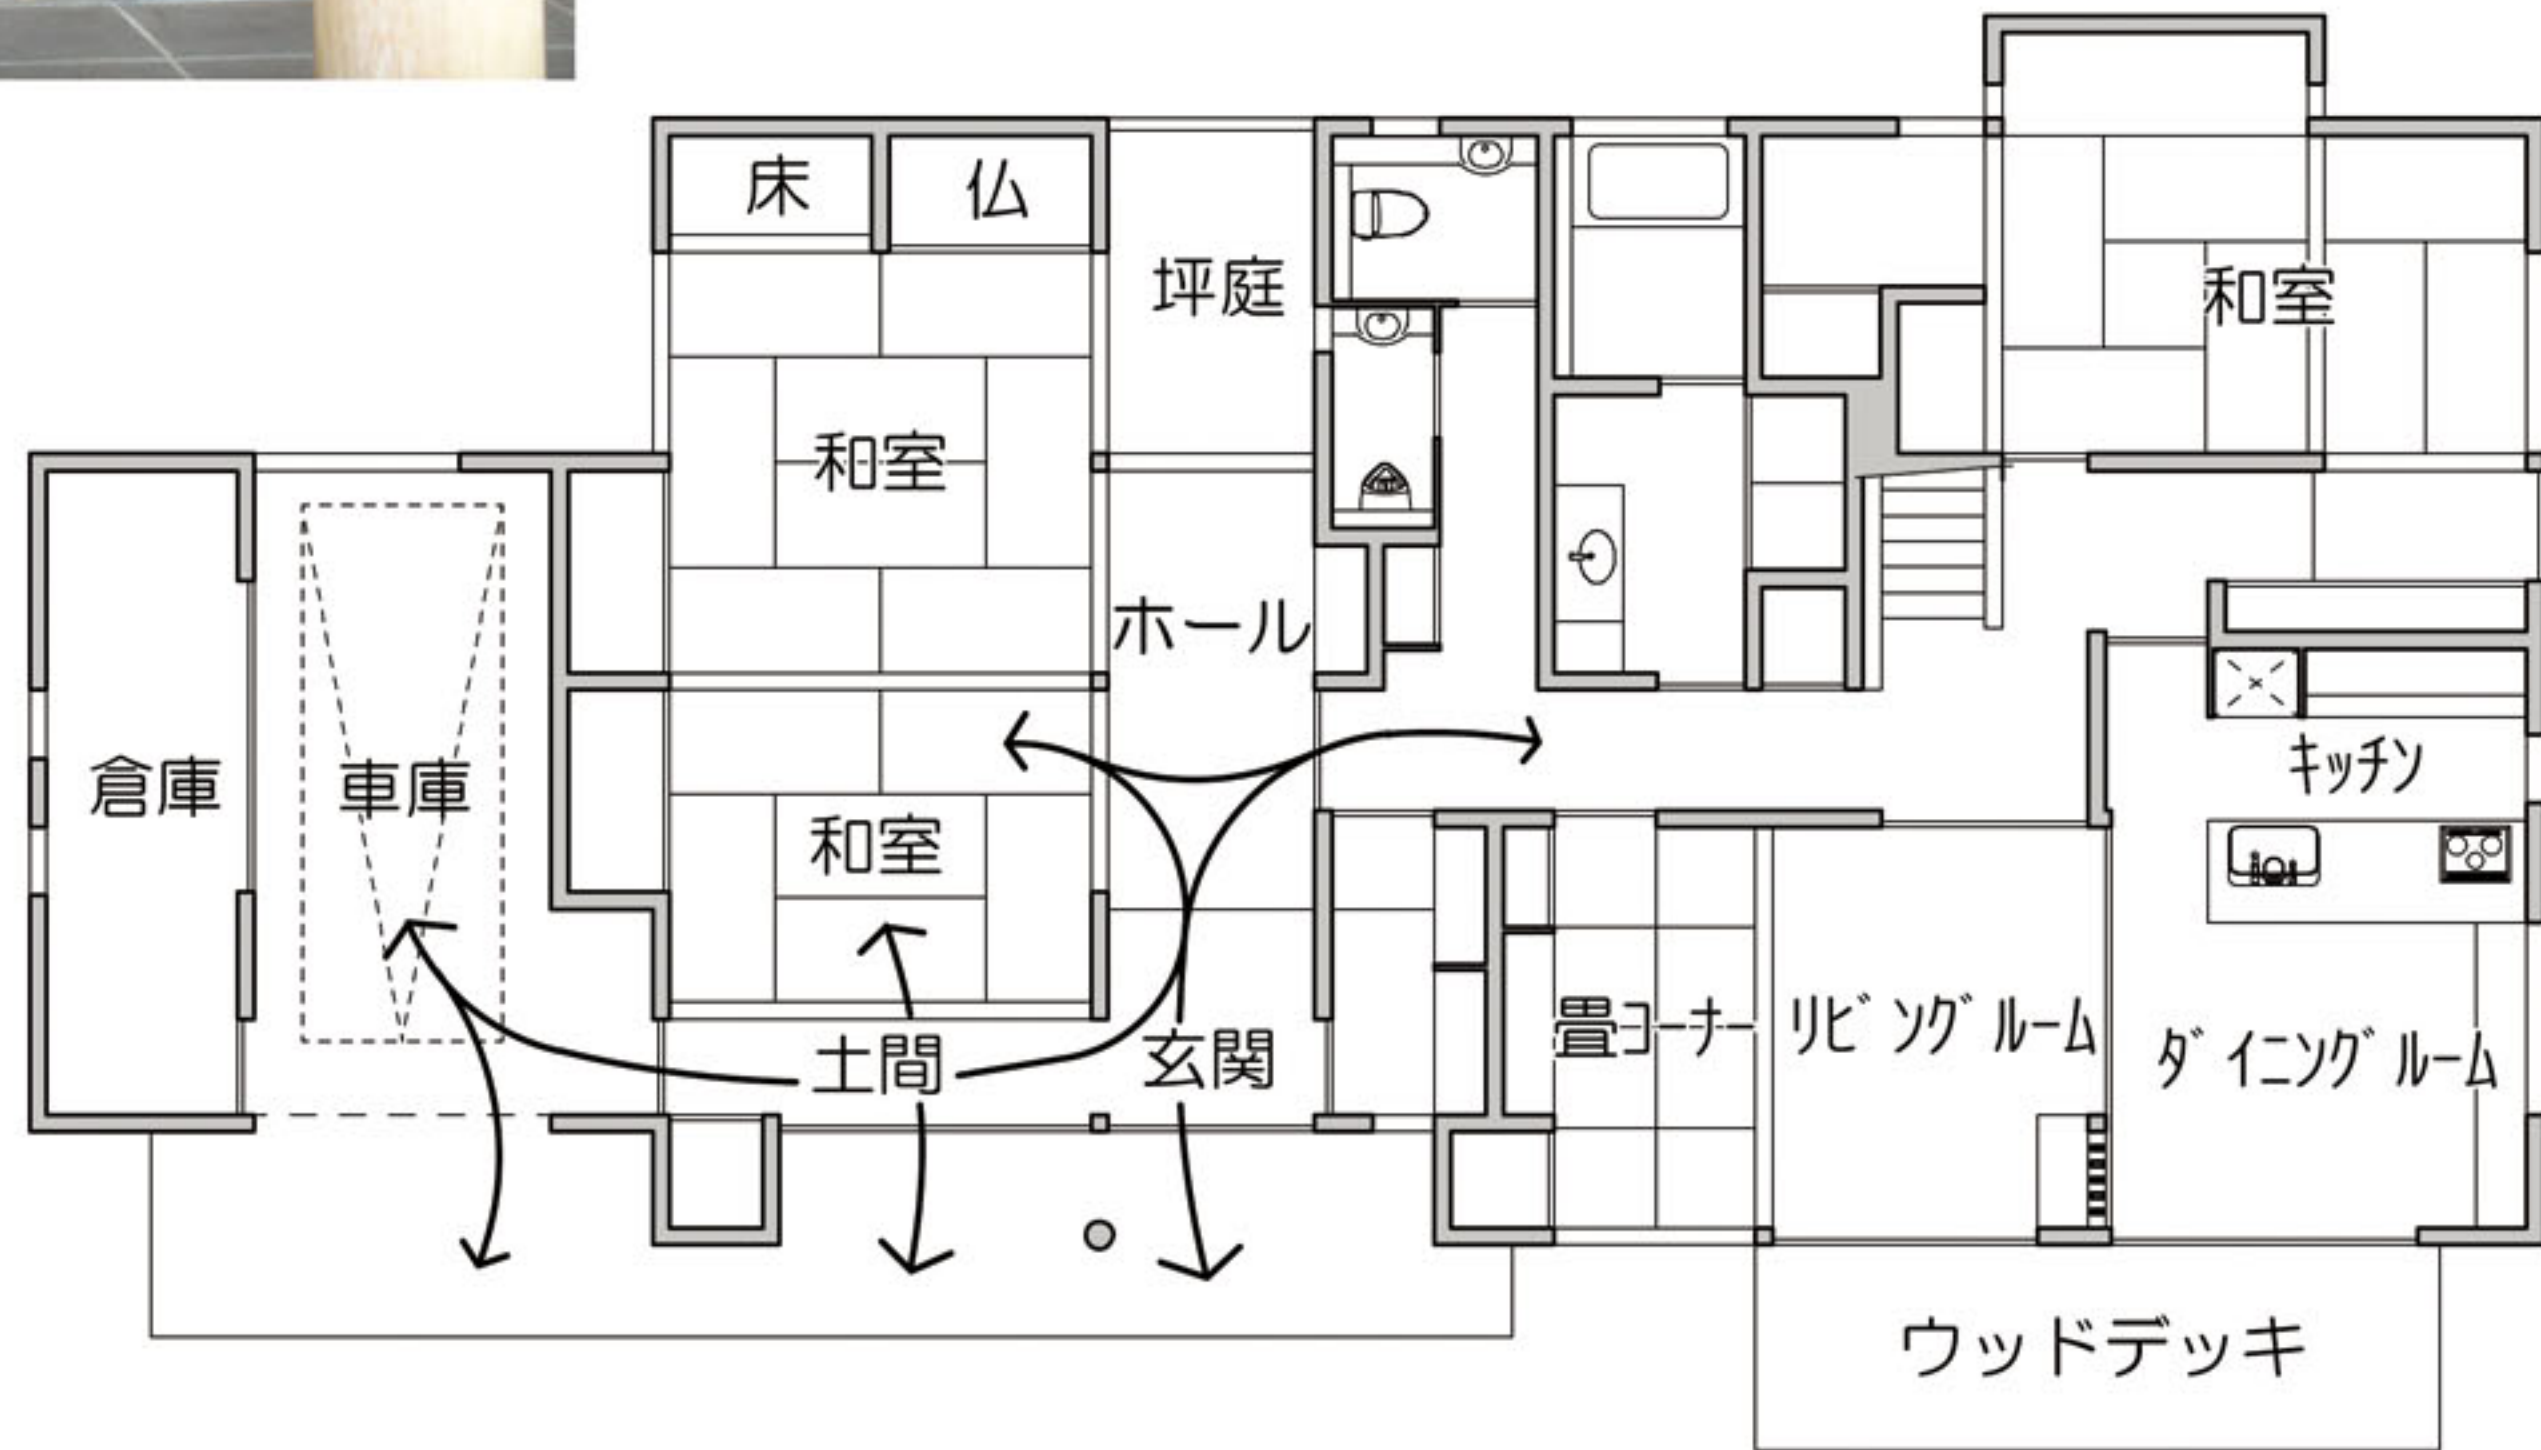 床
仏
坪庭
和室
和室
ホール
倉庫
車庫
和室
キッチン
土間
玄関
畳コーナー
リビングルーム
ダイニングルーム
ウッドデッキ